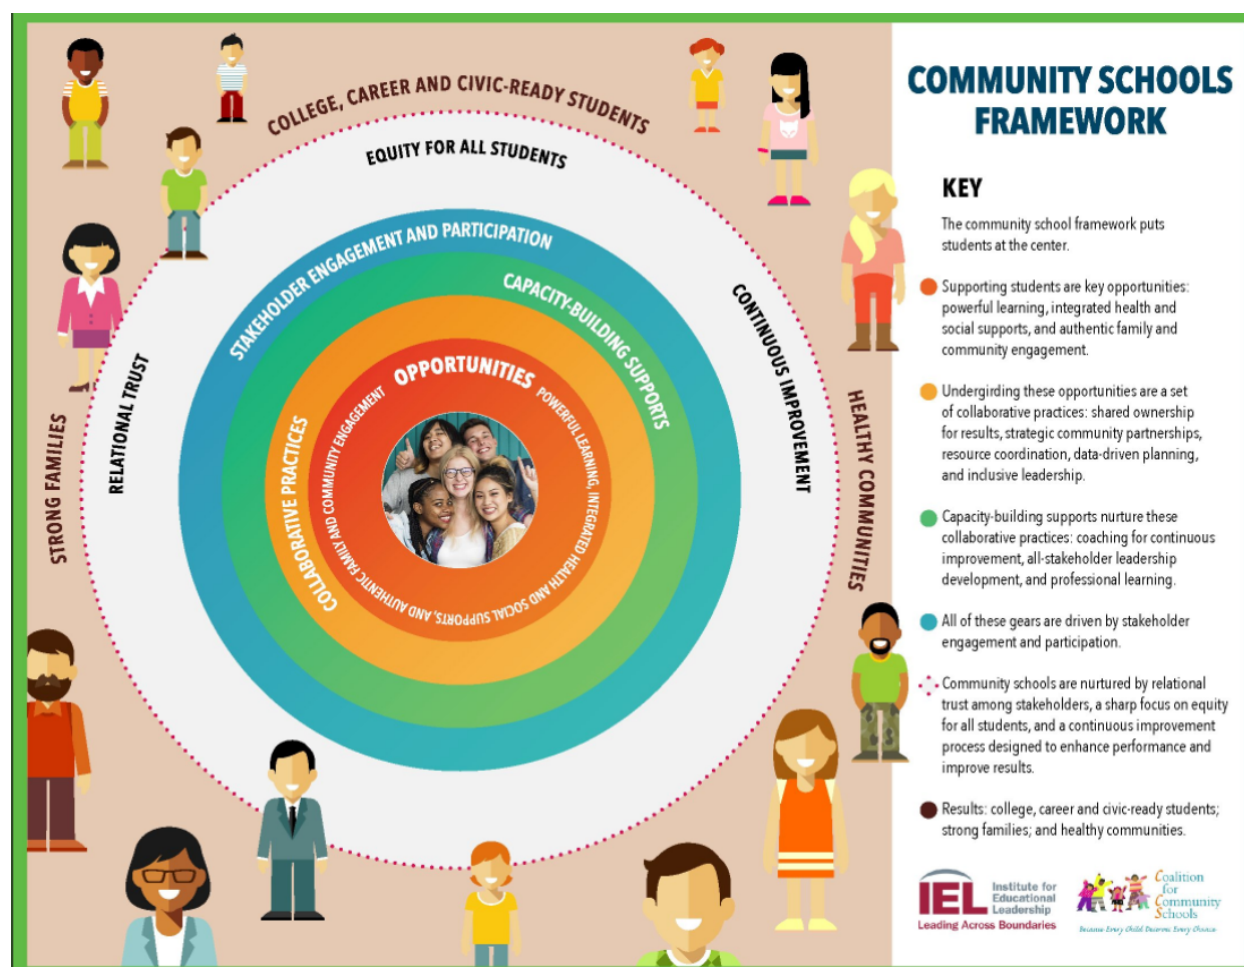 COLLEGE, CAREER AND CIVIC-READY STUDENTS
EQUITY FOR ALL STUDENTS
STAKEHOLDER ENGAGEMENT AND PARTICIPATION
CAPACITY-BUILDING SUPPORTS
CONTINUOUS IMPROVEMENT
RELATIONAL TRUST
STRONG FAMILIES
HEALTHY COMMUNITIES
COLLABORATIVE PRACTICES
OPPORTUNITIES
POWERFUL LEARNING, INTEGRATED HEALTH AND SOCIAL SUPPORTS, AND AUTHENTIC FAMILY AND COMMUNITY ENGAGEMENT
COMMUNITY SCHOOLS
FRAMEWORK
KEY
The community school framework puts
students at the center.
Supporting students are key opportunities:
powerful learning, integrated health and
social supports, and authentic family and
community engagement.
Undergirding these opportunities are a set
of collaborative practices: shared ownership
for results, strategic community partnerships,
resource coordination, data-driven planning,
and inclusive leadership.
Capacity-building supports nurture these
collaborative practices: coaching for continuous
improvement, all-stakeholder leadership
development, and professional learning.
All of these gears are driven by stakeholder
engagement and participation.
Community schools are nurtured by relational
trust among stakeholders, a sharp focus on equity
for all students, and a continuous improvement
process designed to enhance performance and
improve results.
Results: college, career and civic-ready students;
strong families; and healthy communities.
IEL
Institute for
Educational
Leadership
Leading Across Boundaries
Coalition
for
Community
Schools
Because Every Child Deserves Every Chance